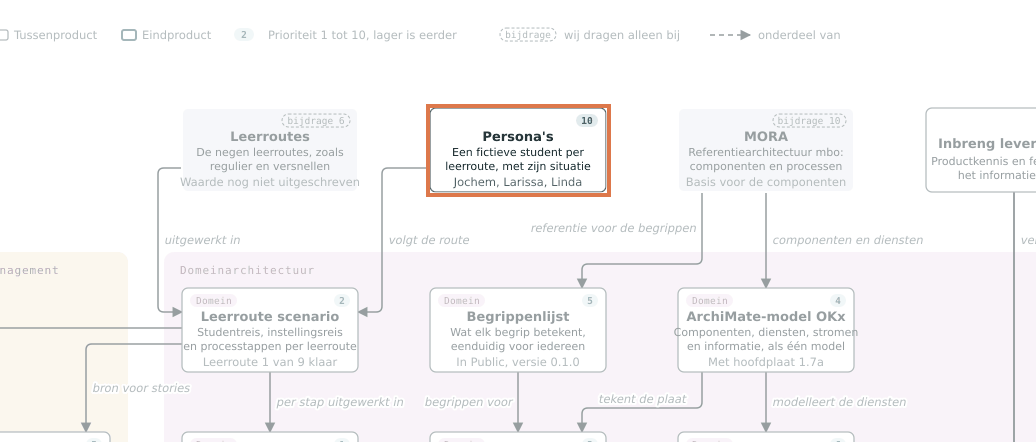 Tussenproduct
Eindproduct
2
Prioriteit 1 tot 10, lager is eerder
bijdrage
wij dragen alleen bij
onderdeel van
bijdrage 6
Leerroutes
De negen leerroutes, zoals
regulier en versnellen
Waarde nog niet uitgeschreven
10
Persona's
Een fictieve student per
leerroute, met zijn situatie
Jochem, Larissa, Linda
bijdrage 10
MORA
Referentiearchitectuur mbo:
componenten en processen
Basis voor de componenten
Inbreng lever
Productkennis en fe
het informatie
uitgewerkt in
volgt de route
referentie voor de begrippen
componenten en diensten
nagement
Domeinarchitectuur
Domein
2
Leerroute scenario
Studentreis, instellingsreis
en processtappen per leerroute
Leerroute 1 van 9 klaar
Domein
5
Begrippenlijst
Wat elk begrip betekent,
eenduidig voor iedereen
In Public, versie 0.1.0
Domein
4
ArchiMate-model OKx
Componenten, diensten, stromen
en informatie, als één model
Met hoofdplaat 1.7a
bron voor stories
per stap uitgewerkt in
begrippen voor
tekent de plaat
modelleert de diensten